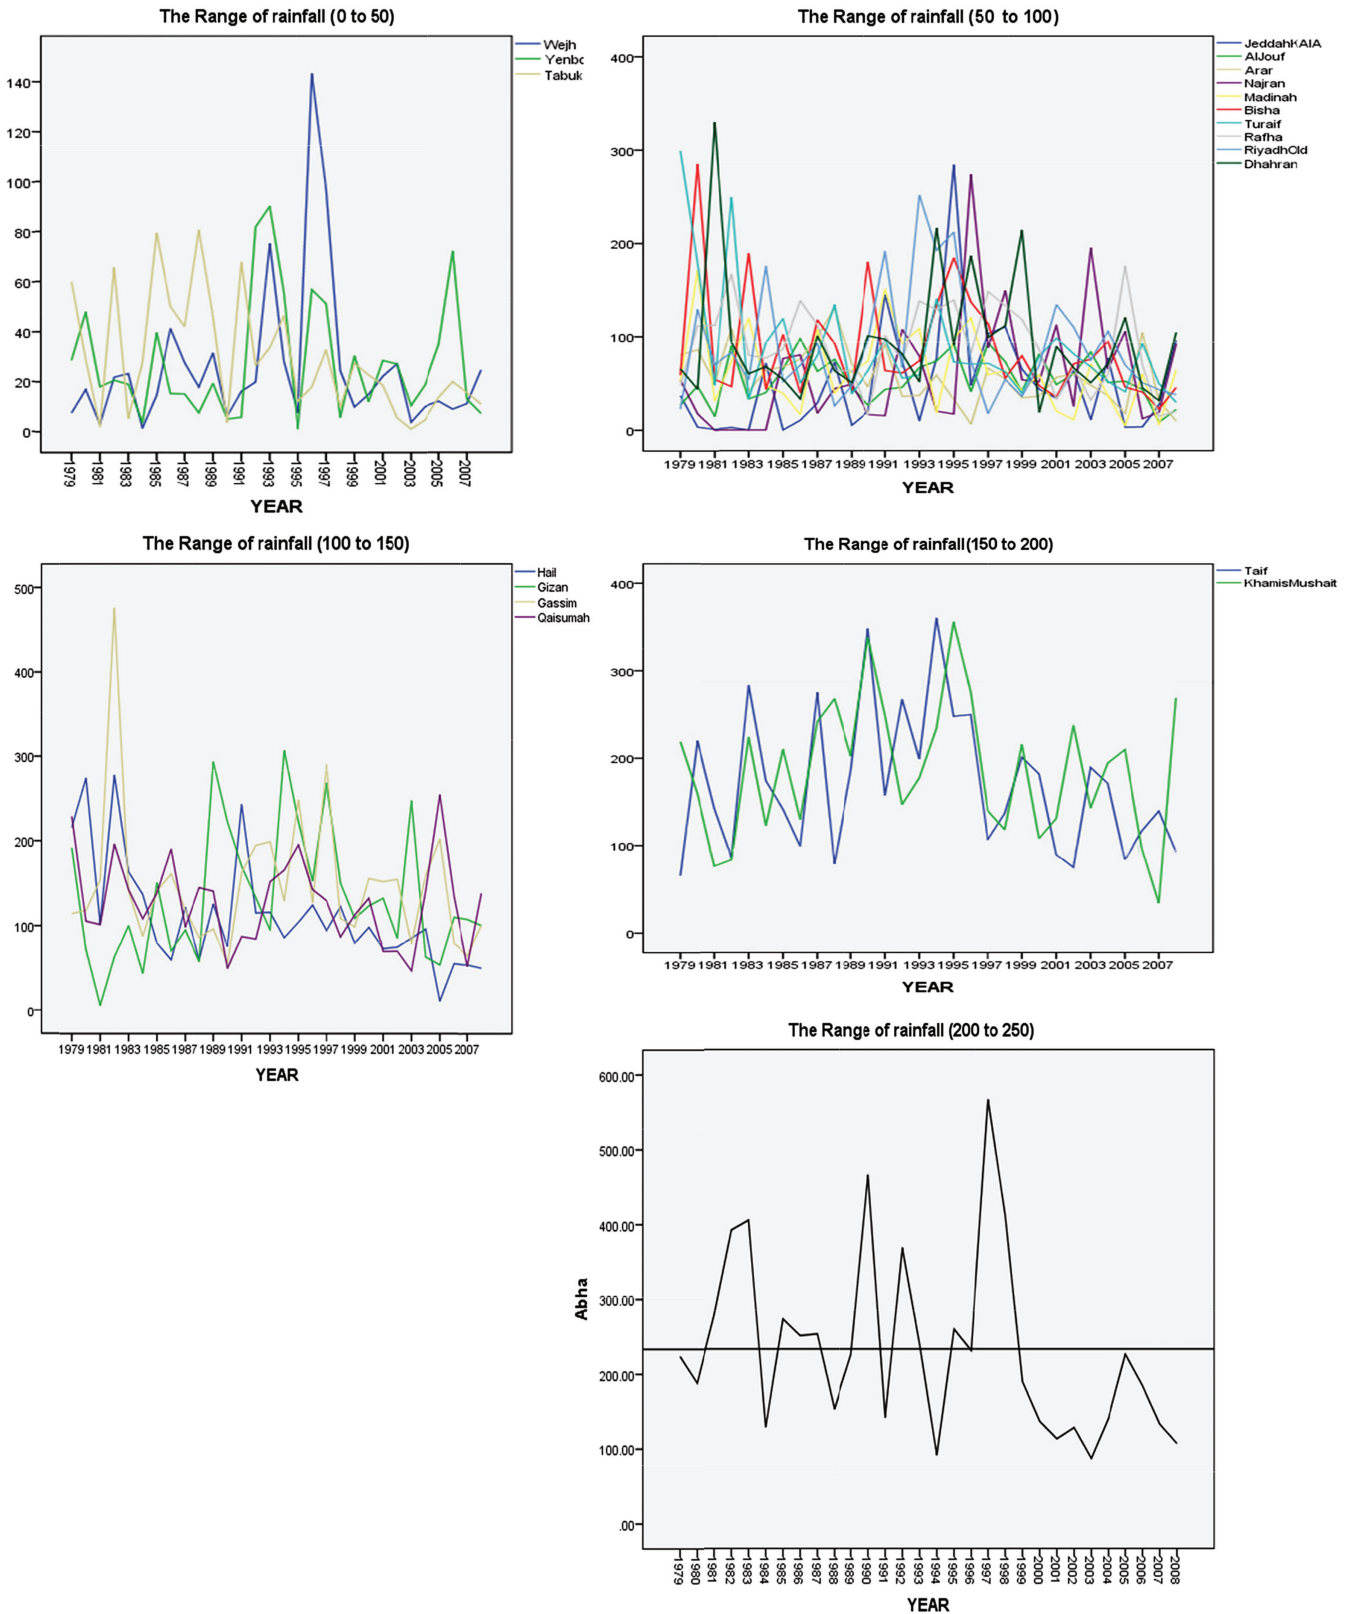 The Range of rainfall (0 to 50)
Wejh
Yenbo
Tabuk
140
120
100
80
60
40
20
0
1979 1981 1983 1985 1987 1989 1991 1993 1995 1997 1999 2001 2003 2005 2007
YEAR
The Range of rainfall (50 to 100)
JeddahKAIA
AlJouf
Arar
Najran
Madinah
Bisha
Turaif
Rafha
RiyadhOld
Dhahran
400
300
200
100
0
1979 1981 1983 1985 1987 1989 1991 1993 1995 1997 1999 2001 2003 2005 2007
YEAR
The Range of rainfall (100 to 150)
Hail
Gizan
Gassim
Qaisumah
500
400
300
200
100
0
1979 1981 1983 1985 1987 1989 1991 1993 1995 1997 1999 2001 2003 2005 2007
YEAR
The Range of rainfall(150 to 200)
Taif
KhamisMushait
400
300
200
100
0
1979 1981 1983 1985 1987 1989 1991 1993 1995 1997 1999 2001 2003 2005 2007
YEAR
The Range of rainfall (200 to 250)
Abha
600.00
500.00
400.00
300.00
200.00
100.00
.00
1979 1980 1981 1982 1983 1984 1985 1986 1987 1988 1989 1990 1991 1992 1993 1994 1995 1996 1997 1998 1999 2000 2001 2002 2003 2004 2005 2006 2007 2008
YEAR